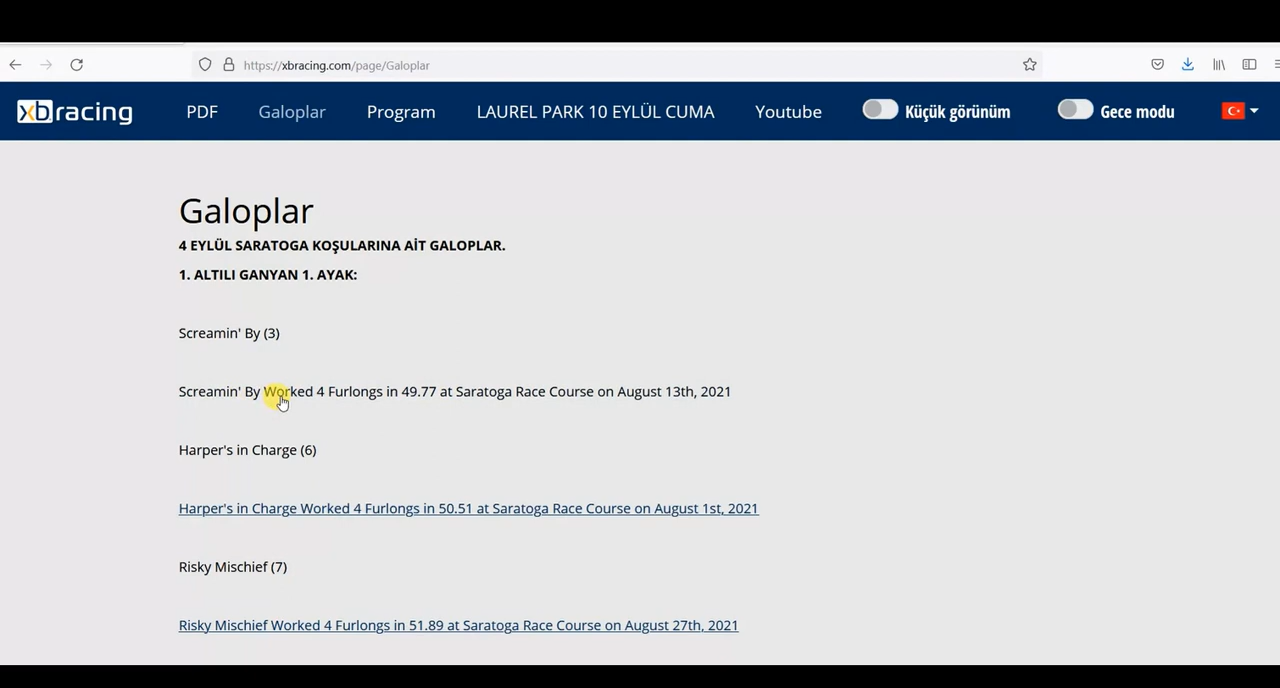 https://xbracing.com/page/Galoplar
xbracing
PDF
Galoplar
Program
LAUREL PARK 10 EYLÜL CUMA
Youtube
Küçük görünüm
Gece modu
Galoplar
4 EYLÜL SARATOGA KOŞULARINA AİT GALOPLAR.
1. ALTILI GANYAN 1. AYAK:
Screamin' By (3)
Screamin' By Worked 4 Furlongs in 49.77 at Saratoga Race Course on August 13th, 2021
Harper's in Charge (6)
Harper's in Charge Worked 4 Furlongs in 50.51 at Saratoga Race Course on August 1st, 2021
Risky Mischief (7)
Risky Mischief Worked 4 Furlongs in 51.89 at Saratoga Race Course on August 27th, 2021